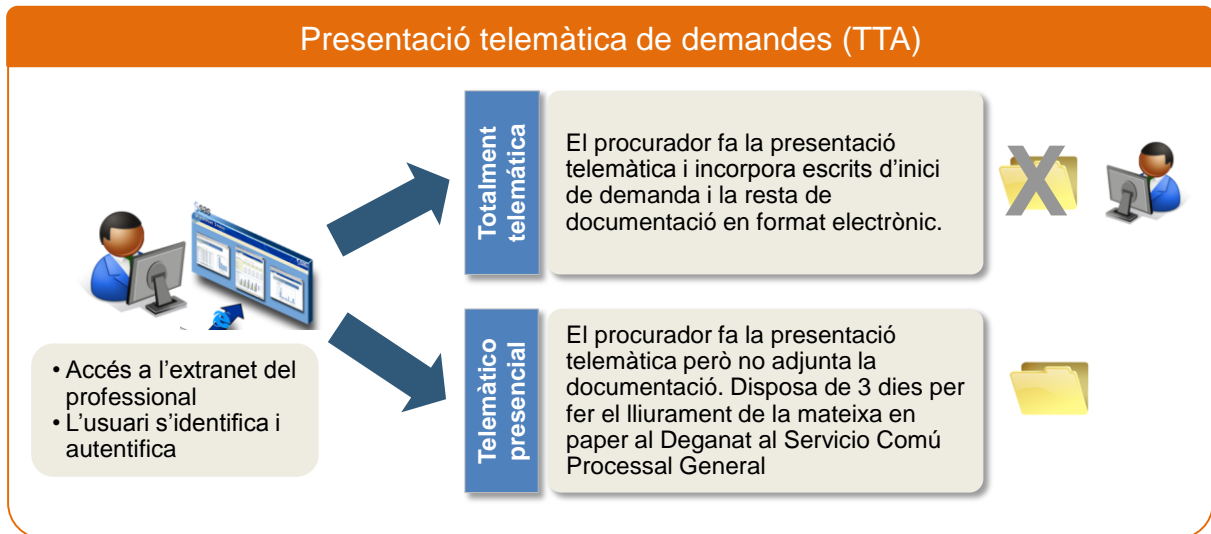 Presentació telemàtica de demandes (TTA)
Totalment
telemática
El procurador fa la presentació
telemàtica i incorpora escrits d'inici
de demanda i la resta de
documentació en format electrònic.
• Accés a l'extranet del
professional
• L'usuari s'identifica i
autentifica
Telemàtico
presencial
El procurador fa la presentació
telemàtica però no adjunta la
documentació. Disposa de 3 dies per
fer el lliurament de la mateixa en
paper al Deganat al Servicio Comú
Processal General